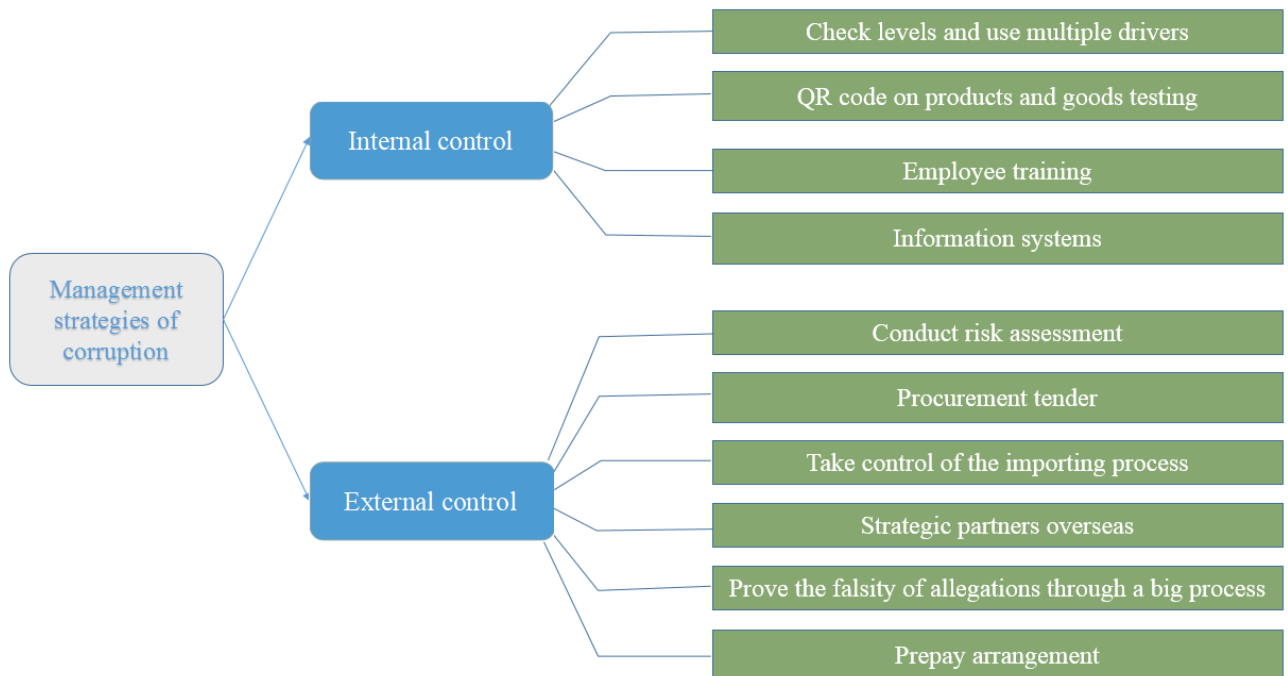 Management
strategies of
corruption
Internal control
Check levels and use multiple drivers
QR code on products and goods testing
Employee training
Information systems
External control
Conduct risk assessment
Procurement tender
Take control of the importing process
Strategic partners overseas
Prove the falsity of allegations through a big process
Prepay arrangement